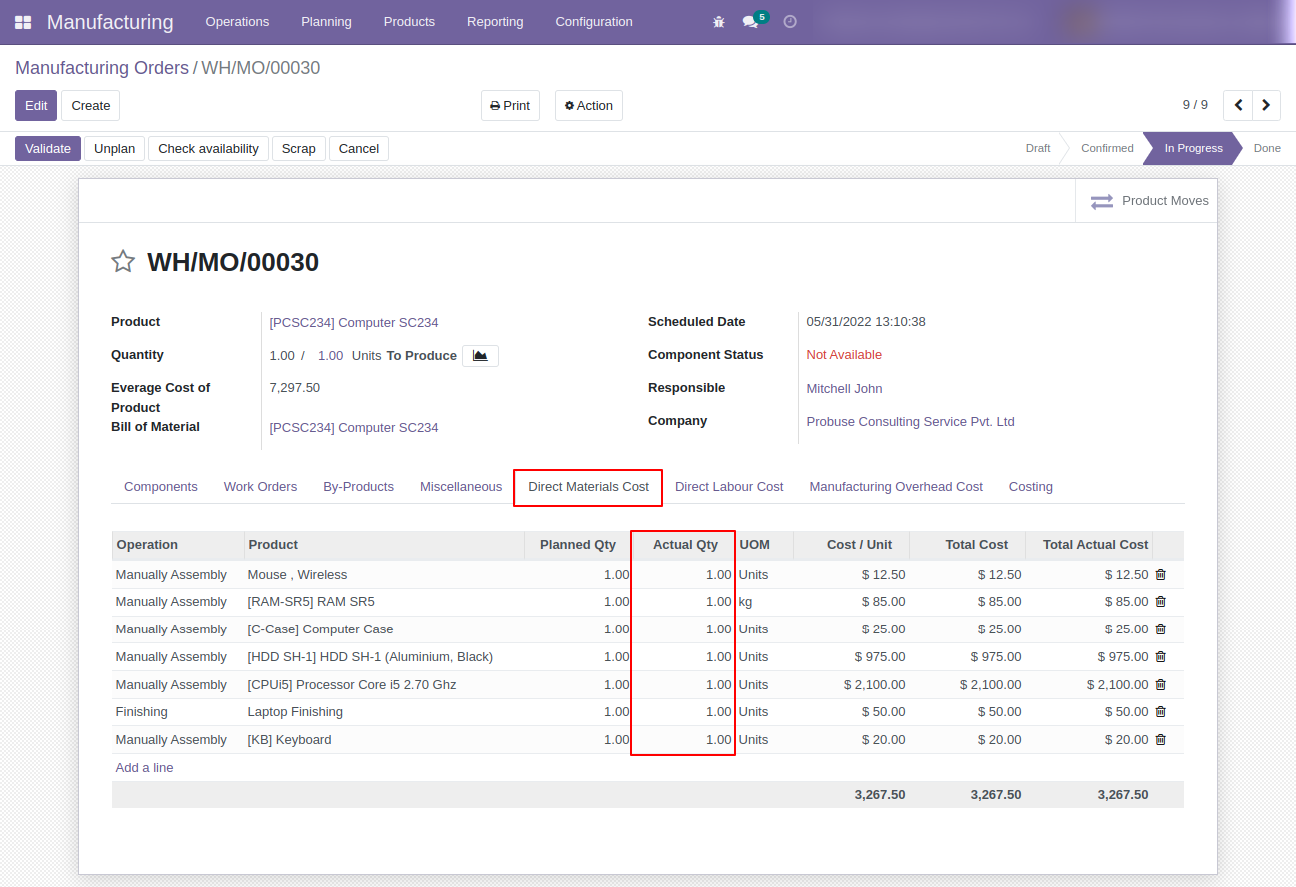 Manufacturing Operations Planning Products Reporting Configuration 5
Manufacturing Orders / WH/MO/00030
Edit Create Print Action 9 / 9
Validate Unplan Check availability Scrap Cancel Draft Confirmed In Progress Done
Product Moves
WH/MO/00030
Product [PCSC234] Computer SC234 Scheduled Date 05/31/2022 13:10:38
Quantity 1.00 / 1.00 Units To Produce Component Status Not Available
Everage Cost of 7,297.50 Responsible Mitchell John
Product
Bill of Material [PCSC234] Computer SC234 Company Probuse Consulting Service Pvt. Ltd
Components Work Orders By-Products Miscellaneous Direct Materials Cost Direct Labour Cost Manufacturing Overhead Cost Costing
Operation Product Planned Qty Actual Qty UOM Cost / Unit Total Cost Total Actual Cost
Manually Assembly Mouse , Wireless 1.00 1.00 Units $ 12.50 $ 12.50 $ 12.50
Manually Assembly [RAM-SR5] RAM SR5 1.00 1.00 kg $ 85.00 $ 85.00 $ 85.00
Manually Assembly [C-Case] Computer Case 1.00 1.00 Units $ 25.00 $ 25.00 $ 25.00
Manually Assembly [HDD SH-1] HDD SH-1 (Aluminium, Black) 1.00 1.00 Units $ 975.00 $ 975.00 $ 975.00
Manually Assembly [CPUi5] Processor Core i5 2.70 Ghz 1.00 1.00 Units $ 2,100.00 $ 2,100.00 $ 2,100.00
Finishing Laptop Finishing 1.00 1.00 Units $ 50.00 $ 50.00 $ 50.00
Manually Assembly [KB] Keyboard 1.00 1.00 Units $ 20.00 $ 20.00 $ 20.00
Add a line
3,267.50 3,267.50 3,267.50